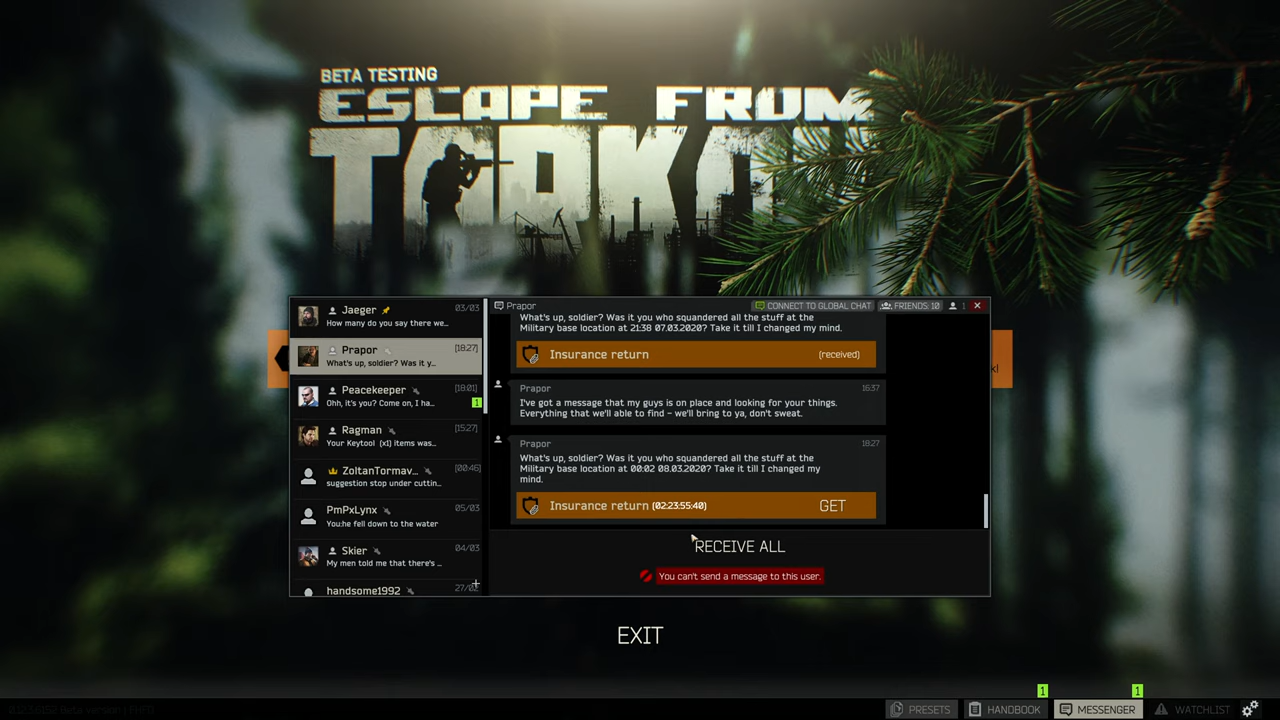 BETA TESTING
ESCAPE FROM
TARKOV
Jaeger
03/03
How many do you say there we...
Prapor
[18:27]
What's up, soldier? Was it y...
Peacekeeper
[18:01]
Ohh, it's you? Come on, I ha...
1
Ragman
[15:27]
Your Keytool (x1) items was...
ZoltanTormav...
[00:46]
suggestion stop under cuttin...
PmPxLynx
05/03
You:he fell down to the water
Skier
04/03
My men told me that there's ...
handsome1992
27/02
Prapor
CONNECT TO GLOBAL CHAT
FRIENDS: 10
1
What's up, soldier? Was it you who squandered all the stuff at the
Military base location at 21:38 07.03.2020? Take it till I changed my mind.
Insurance return
(received)
Prapor
16:37
I've got a message that my guys is on place and looking for your things.
Everything that we'll able to find – we'll bring to ya, don't sweat.
Prapor
18:27
What's up, soldier? Was it you who squandered all the stuff at the
Military base location at 00:02 08.03.2020? Take it till I changed my
mind.
Insurance return (02:23:55:40)
GET
RECEIVE ALL
You can't send a message to this user.
EXIT
1
1
PRESETS
HANDBOOK
MESSENGER
WATCHLIST